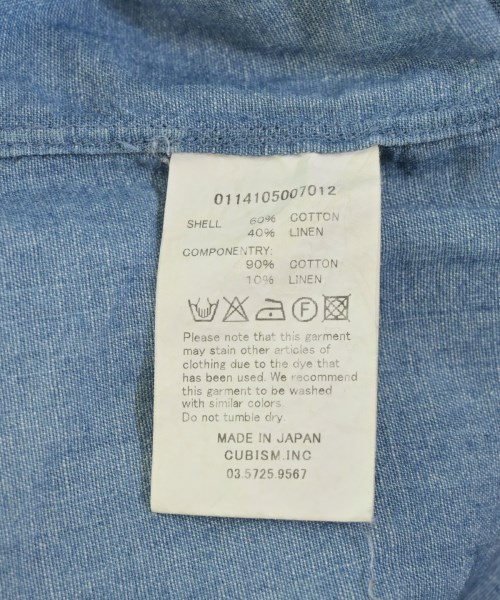 0114105007012
SHELL 60% COTTON
40% LINEN
COMPONENTRY:
90% COTTON
10% LINEN
F
Please note that this garment
may stain other articles of
clothing due to the dye that
has been used. We recommend
this garment to be washed
with similar colors.
Do not tumble dry.
MADE IN JAPAN
CUBISM.INC
03.5725.9567